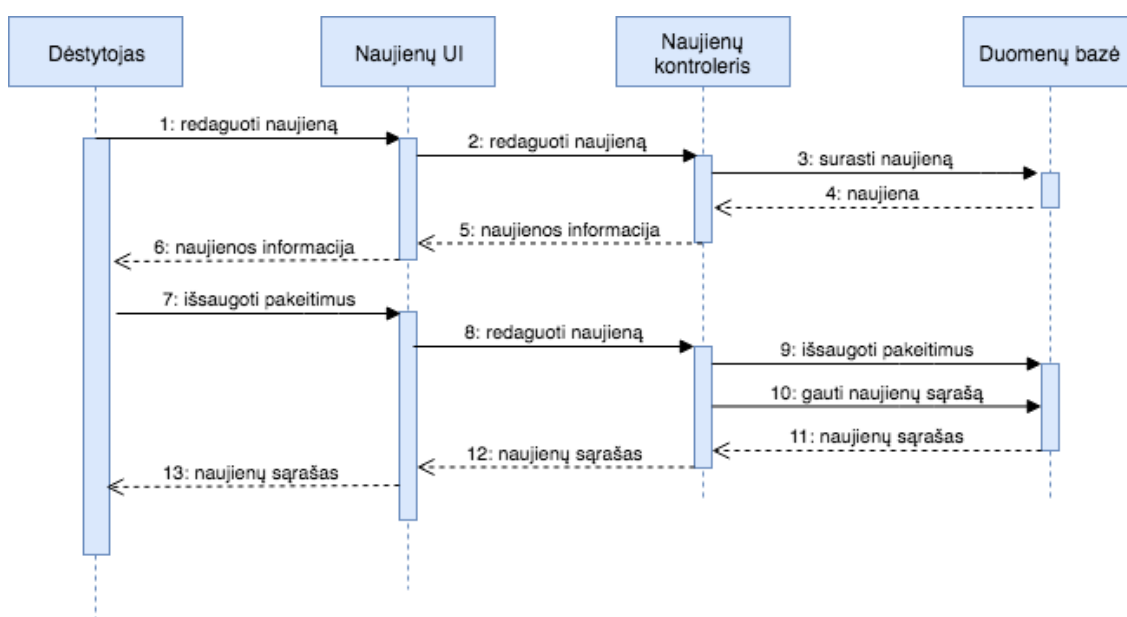 Dėstytojas
Naujienų UI
Naujienų
kontroleris
Duomenų bazė
1: redaguoti naujieną
2: redaguoti naujieną
3: surasti naujieną
4: naujiena
5: naujienos informacija
6: naujienos informacija
7: išsaugoti pakeitimus
8: redaguoti naujieną
9: išsaugoti pakeitimus
10: gauti naujienų sąrašą
11: naujienų sąrašas
12: naujienų sąrašas
13: naujienų sąrašas